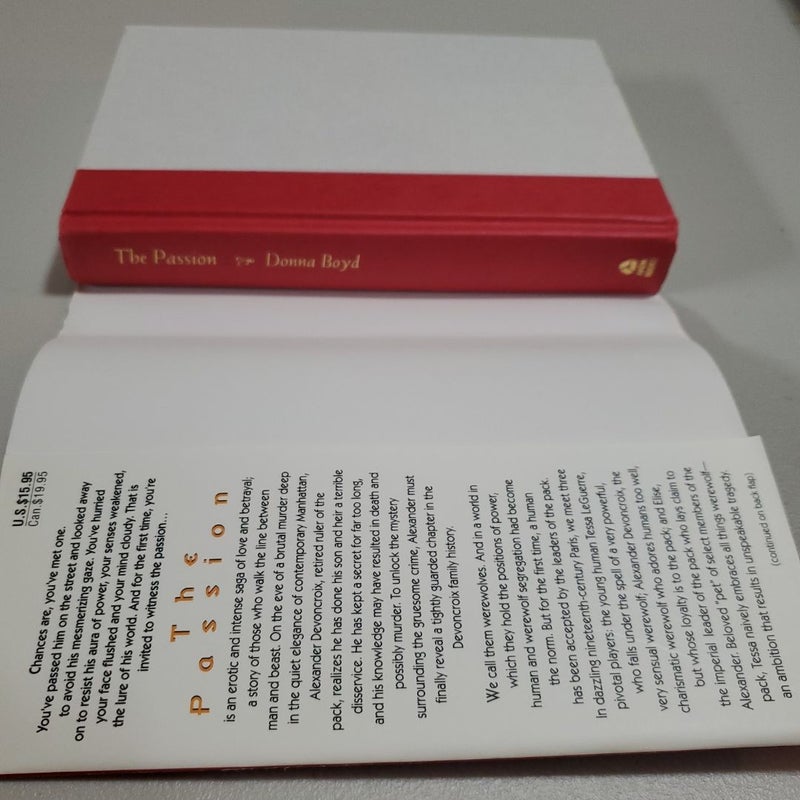 The Passion Donna Boyd
U.S. $15.95
Can. $19.95
Chances are, you've met one.
You've passed him on the street and looked away
to avoid his mesmerizing gaze. You've hurried
on to resist his aura of power, your senses weakened,
your face flushed and your mind cloudy. That is
the lure of his world. And for the first time, you're
invited to witness the passion...
The
Passion
is an erotic and intense saga of love and betrayal;
a story of those who walk the line between
man and beast. On the eve of a brutal murder deep
in the quiet elegance of contemporary Manhattan,
Alexander Devoncroix, retired ruler of the
pack, realizes he has done his son and heir a terrible
disservice. He has kept a secret for far too long,
and his knowledge may have resulted in death and
possibly murder. To unlock the mystery
surrounding the gruesome crime, Alexander must
finally reveal a tightly guarded chapter in the
Devoncroix family history.
We call them werewolves. And in a world in
which they hold the positions of power,
human and werewolf segregation had become
the norm. But for the first time, a human
has been accepted by the leaders of the pack.
In dazzling nineteenth-century Paris, we meet three
pivotal players: the young human Tessa LeGuerre,
who falls under the spell of a very powerful,
very sensual werewolf; Alexander Devoncroix, the
charismatic werewolf who adores humans too well,
but whose loyalty is to the pack; and Elise,
the imperial leader of the pack who lays claim to
Alexander. Beloved "pet" of select members of the
pack, Tessa naively embraces all things werewolf—
an ambition that results in unspeakable tragedy.
(continued on back flap)